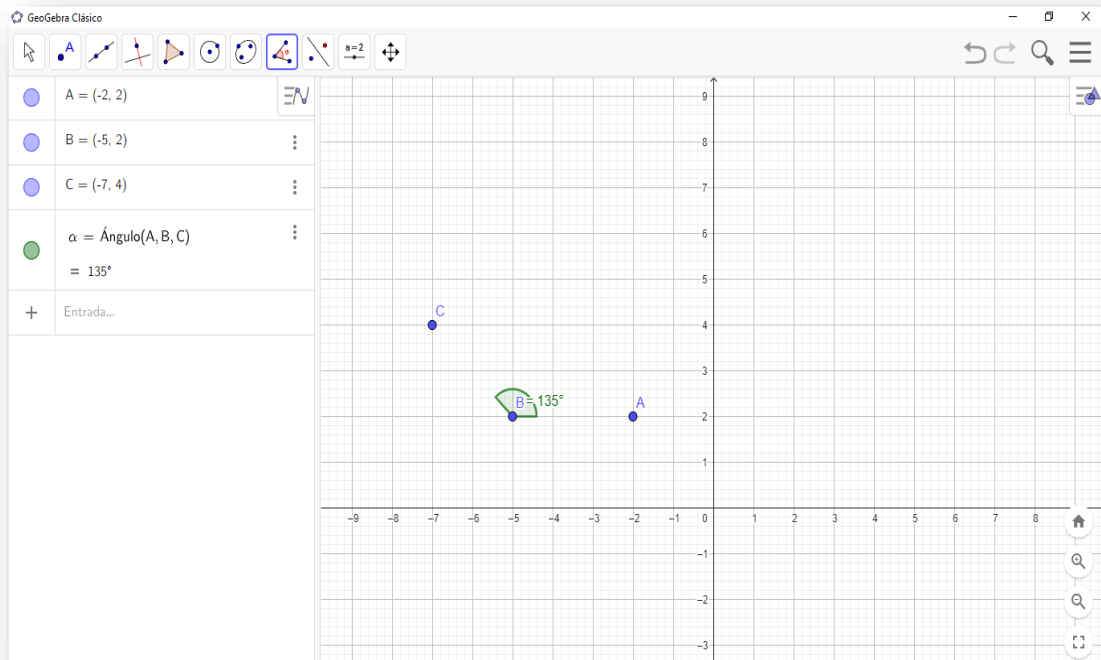 GeoGebra Clásico
A
a=2
A = (-2, 2)
B = (-5, 2)
C = (-7, 4)
α = Ángulo(A, B, C)
= 135°
+ Entrada...
9
8
7
6
5
C
4
3
B = 135°
A
2
1
−9 −8 −7 −6 −5 −4 −3 −2 −1 0 1 2 3 4 5 6 7 8
−1
−2
−3